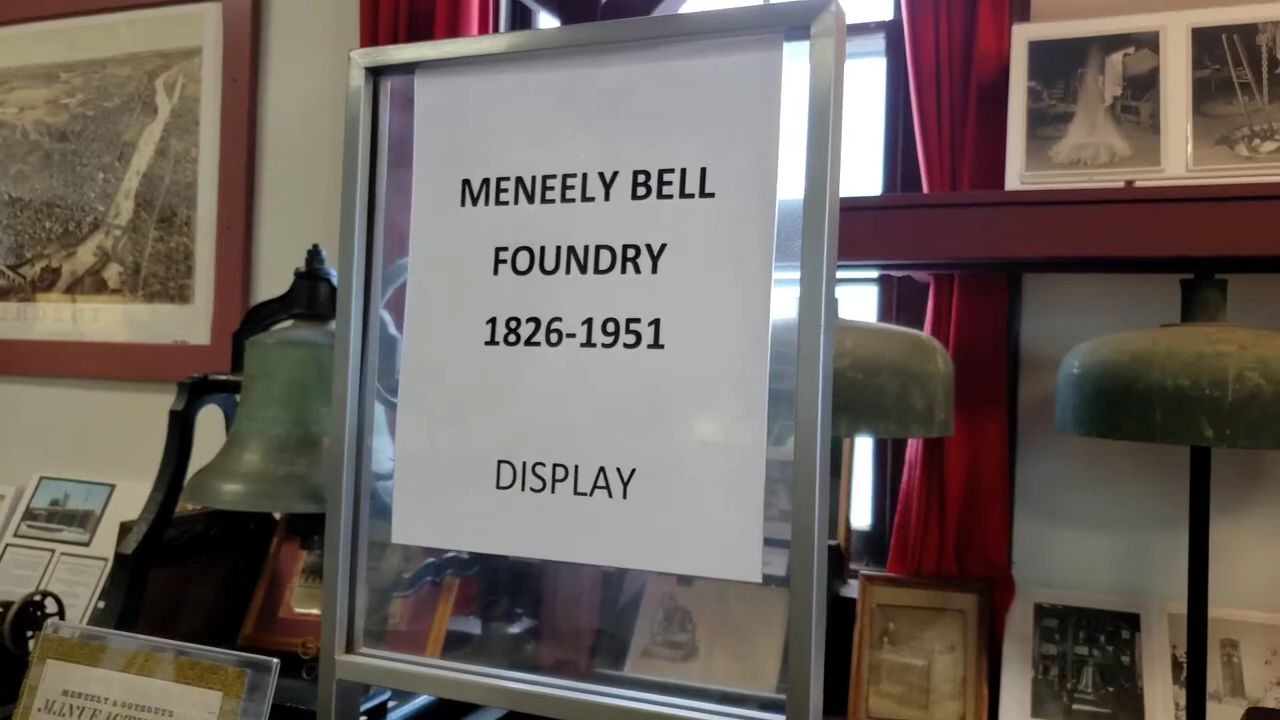 MENEELY BELL
FOUNDRY
1826-1951
DISPLAY
MENEELY & OOTHOUT'S